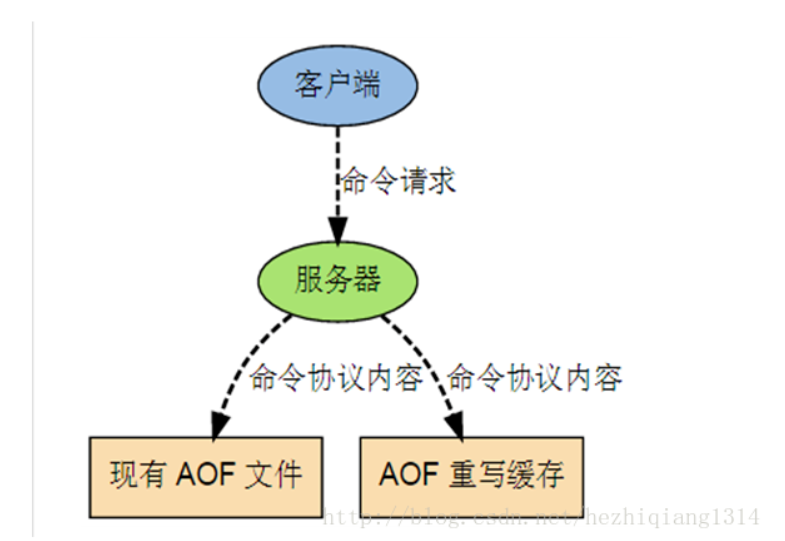 客户端
命令请求
服务器
命令协议内容 命令协议内容
现有 AOF 文件 AOF 重写缓存
http://blog.csdn.net/hezhiqiang1314